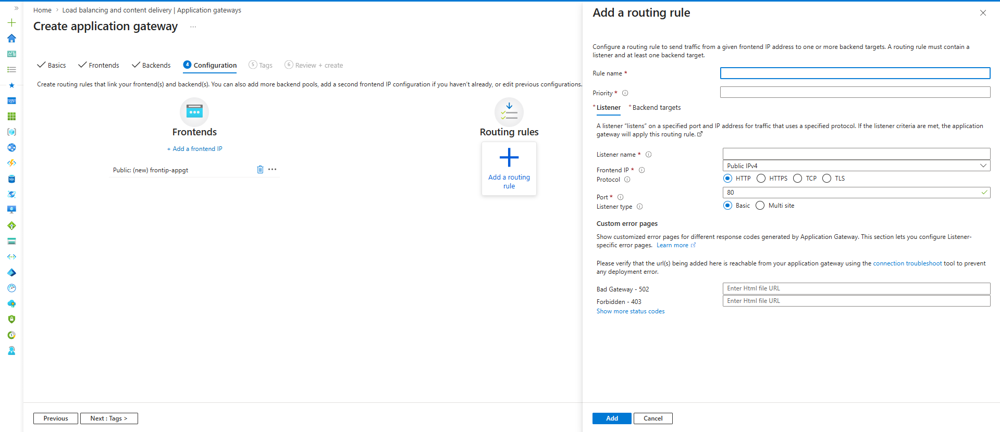 Home > Load balancing and content delivery | Application gateways
Create application gateway ...
Basics Frontends Backends 4 Configuration 5 Tags 6 Review + create
Create routing rules that link your frontend(s) and backend(s). You can also add more backend pools, add a second frontend IP configuration if you haven't already, or edit previous configurations.
Frontends
+ Add a frontend IP
Public: (new) frontip-appgt
Routing rules
Add a routing
rule
Previous Next : Tags >
Add a routing rule
Configure a routing rule to send traffic from a given frontend IP address to one or more backend targets. A routing rule must contain a
listener and at least one backend target.
Rule name *
Priority *
* Listener * Backend targets
A listener “listens” on a specified port and IP address for traffic that uses a specified protocol. If the listener criteria are met, the application
gateway will apply this routing rule.
Listener name *
Frontend IP * Public IPv4
Protocol HTTP HTTPS TCP TLS
Port * 80
Listener type Basic Multi site
Custom error pages
Show customized error pages for different response codes generated by Application Gateway. This section lets you configure Listener-
specific error pages. Learn more
Please verify that the url(s) being added here is reachable from your application gateway using the connection troubleshoot tool to prevent
any deployment error.
Bad Gateway - 502 Enter Html file URL
Forbidden - 403 Enter Html file URL
Show more status codes
Add Cancel